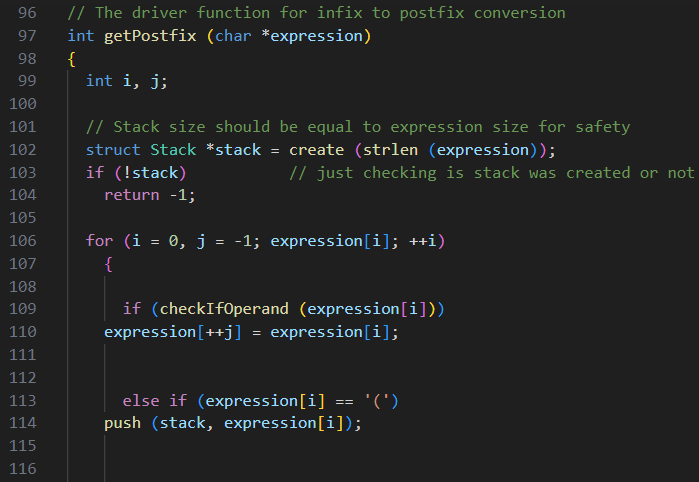 96 // The driver function for infix to postfix conversion
97 int getPostfix (char *expression)
98 {
99 int i, j;
100
101 // Stack size should be equal to expression size for safety
102 struct Stack *stack = create (strlen (expression));
103 if (!stack) // just checking is stack was created or not
104 return -1;
105
106 for (i = 0, j = -1; expression[i]; ++i)
107 {
108
109 if (checkIfOperand (expression[i]))
110 expression[++j] = expression[i];
111
112
113 else if (expression[i] == '(')
114 push (stack, expression[i]);
115
116